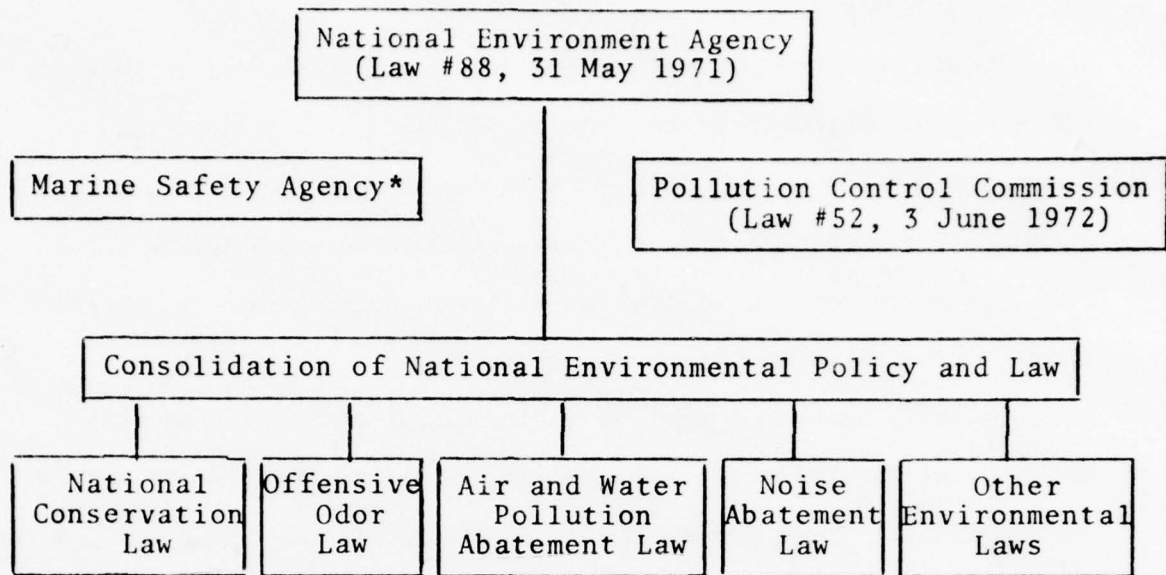 National Environment Agency
(Law #88, 31 May 1971)
Marine Safety Agency*
Pollution Control Commission
(Law #52, 3 June 1972)
Consolidation of National Environmental Policy and Law
National
Conservation
Law
Offensive
Odor
Law
Air and Water
Pollution
Abatement Law
Noise
Abatement
Law
Other
Environmental
Laws